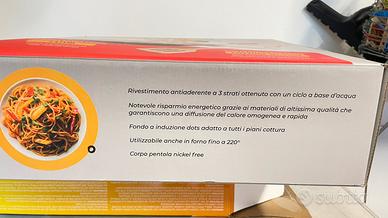 Rivestimento antiaderente a 3 strati ottenuto con un ciclo a base d'acqua
Notevole risparmio energetico grazie ai materiali di altissima qualità che
garantiscono una diffusione del calore omogenea e rapida
Fondo a induzione dots adatto a tutti i piani cottura
Utilizzabile anche in forno fino a 220°
Corpo pentola nickel free
subito